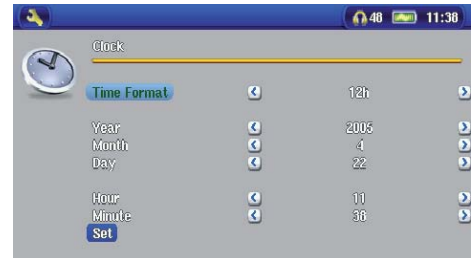 48 11:38
Clock
Time Format 12h
Year 2005
Month 4
Day 22
Hour 11
Minute 38
Set